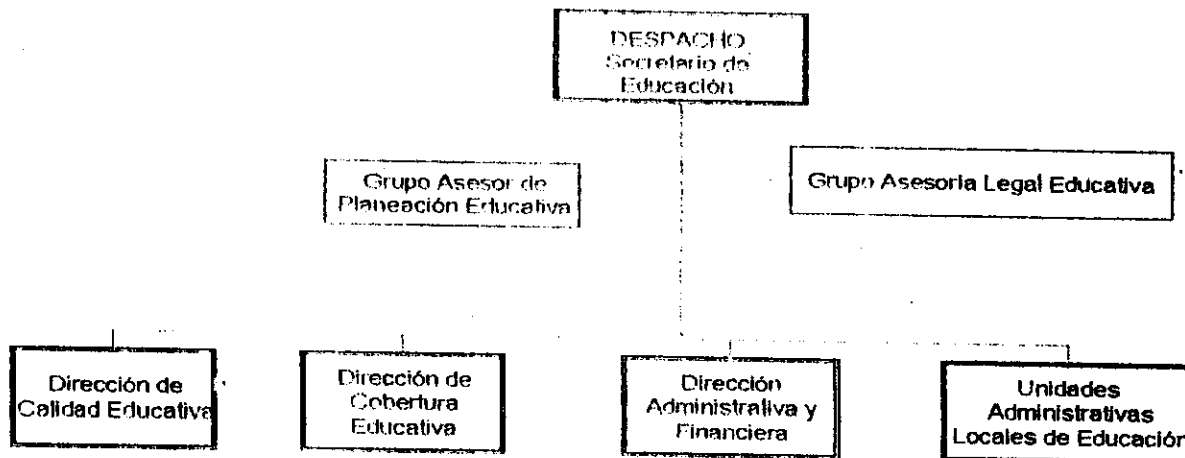 DESPACHO
Secretario de
Educación
Grupo Asesor de
Planeación Educativa
Grupo Asesoria Legal Educativa
Dirección de
Calidad Educativa
Dirección de
Cobertura
Educativa
Dirección
Administrativa y
Financiera
Unidades
Administrativas
Locales de Educación